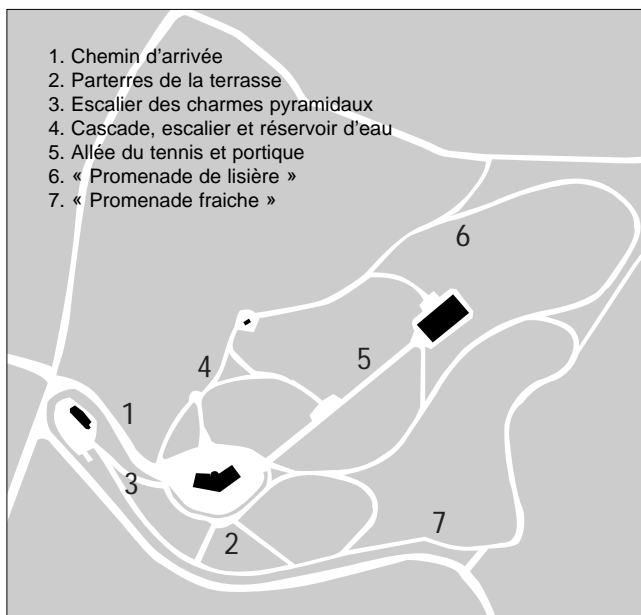 1. Chemin d'arrivée
2. Parterres de la terrasse
3. Escalier des charmes pyramidaux
4. Cascade, escalier et réservoir d'eau
5. Allée du tennis et portique
6. « Promenade de lisière »
7. « Promenade fraiche »
6
5
4
1
3
2
7